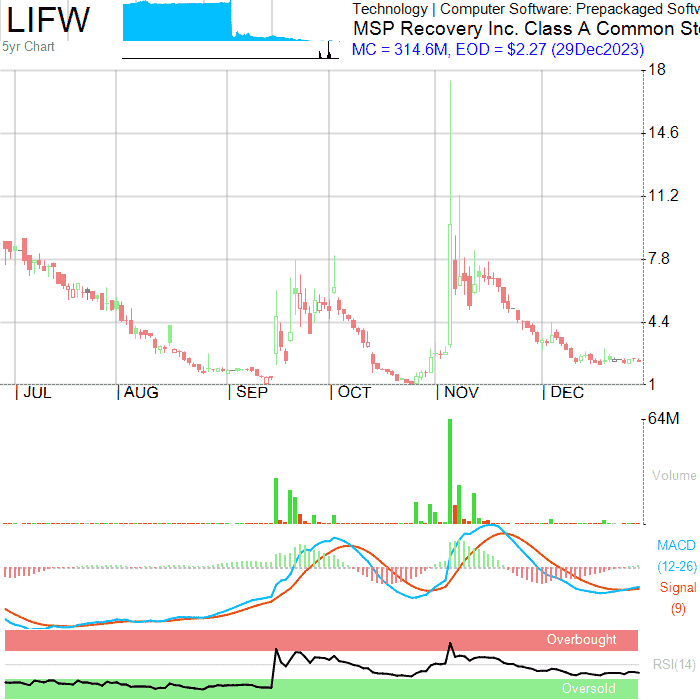 LIFW
5yr Chart
Technology | Computer Software: Prepackaged Softw
MSP Recovery Inc. Class A Common Sto
MC = 314.6M, EOD = $2.27 (29Dec2023)
18
14.6
11.2
7.8
4.4
1
JUL AUG SEP OCT NOV DEC
64M
Volume
MACD
(12-26)
Signal
(9)
Overbought
RSI(14)
Oversold